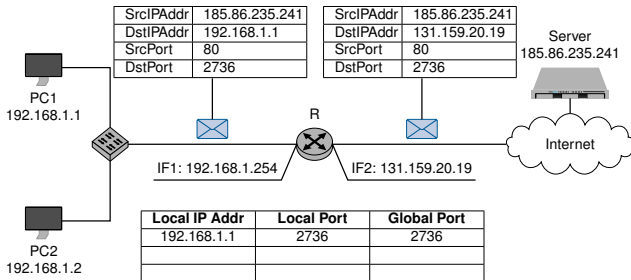 SrcIPAddr 185.86.235.241
DstIPAddr 192.168.1.1
SrcPort 80
DstPort 2736
SrcIPAddr 185.86.235.241
DstIPAddr 131.159.20.19
SrcPort 80
DstPort 2736
Server
185.86.235.241
PC1
192.168.1.1
R
Internet
IF1: 192.168.1.254
IF2: 131.159.20.19
PC2
192.168.1.2
Local IP Addr Local Port Global Port
192.168.1.1 2736 2736